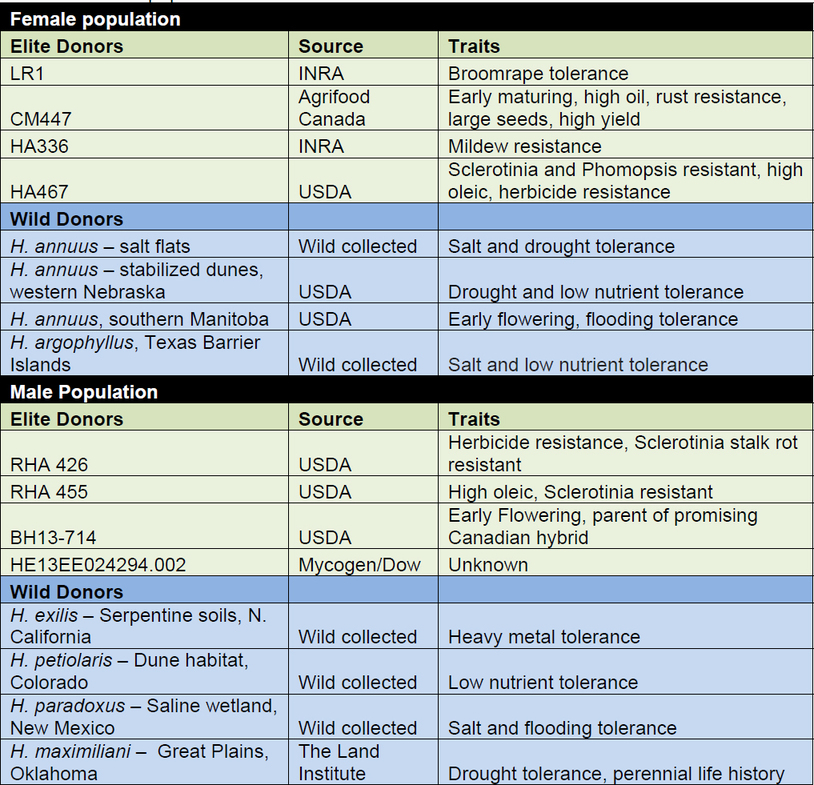 Female population
Elite Donors Source Traits
LR1 INRA Broomrape tolerance
CM447 Agrifood Canada Early maturing, high oil, rust resistance, large seeds, high yield
HA336 INRA Mildew resistance
HA467 USDA Sclerotinia and Phomopsis resistant, high oleic, herbicide resistance
Wild Donors
H. annuus – salt flats Wild collected Salt and drought tolerance
H. annuus – stabilized dunes, western Nebraska USDA Drought and low nutrient tolerance
H. annuus, southern Manitoba USDA Early flowering, flooding tolerance
H. argophyllus, Texas Barrier Islands Wild collected Salt and low nutrient tolerance
Male Population
Elite Donors Source Traits
RHA 426 USDA Herbicide resistance, Sclerotinia stalk rot resistant
RHA 455 USDA High oleic, Sclerotinia resistant
BH13-714 USDA Early Flowering, parent of promising Canadian hybrid
HE13EE024294.002 Mycogen/Dow Unknown
Wild Donors
H. exilis – Serpentine soils, N. California Wild collected Heavy metal tolerance
H. petiolaris – Dune habitat, Colorado Wild collected Low nutrient tolerance
H. paradoxus – Saline wetland, New Mexico Wild collected Salt and flooding tolerance
H. maximiliani – Great Plains, Oklahoma The Land Institute Drought tolerance, perennial life history